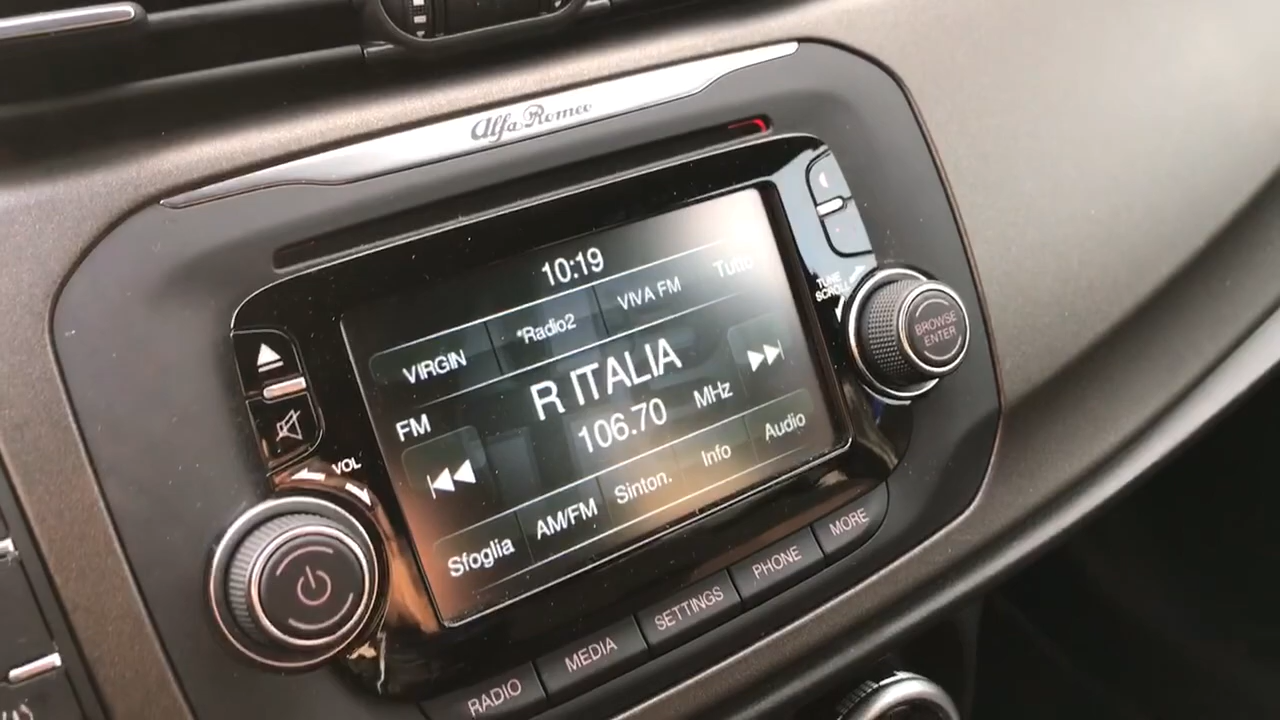 Alfa Romeo
10:19
VIRGIN *Radio2 VIVA FM Tutto
TUNE
SCROLL
BROWSE
ENTER
R ITALIA
FM 106.70 MHz
VOL
Sfoglia AM/FM Sinton. Info Audio
RADIO MEDIA SETTINGS PHONE MORE